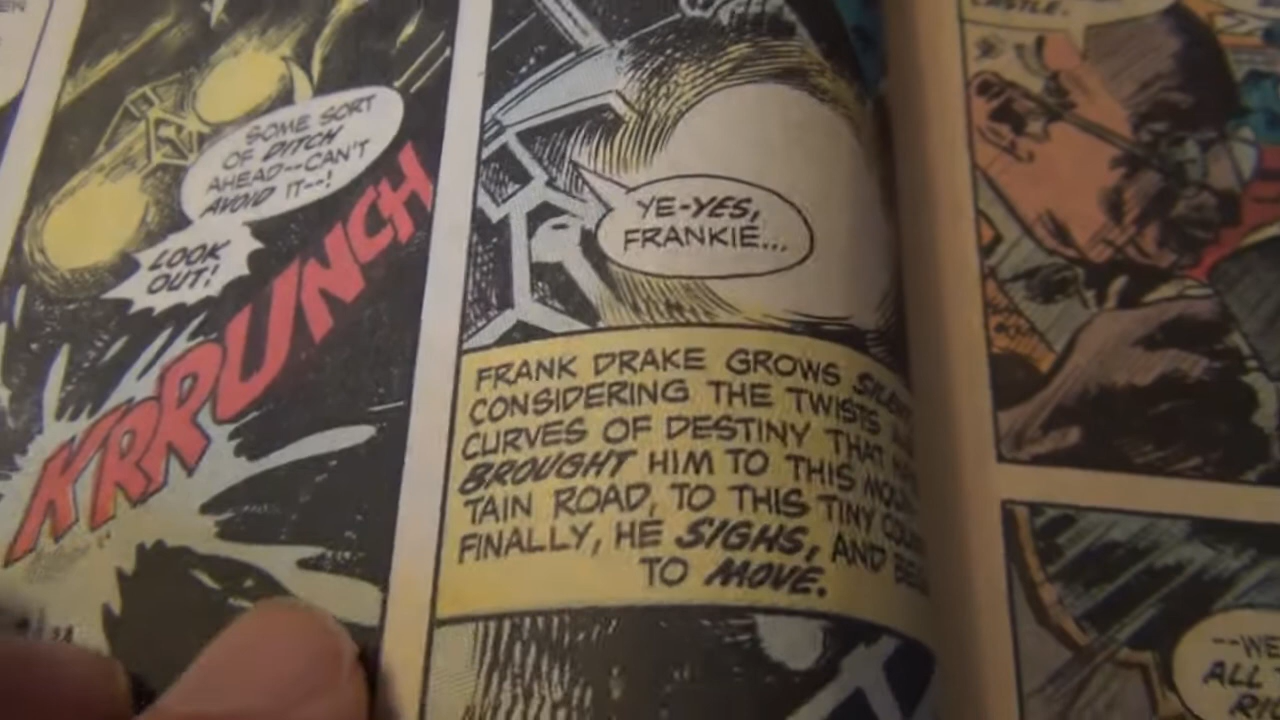 SOME SORT
OF DITCH
AHEAD--CAN'T
AVOID IT--!
LOOK
OUT!
KRRUNCH
YE-YES,
FRANKIE...
FRANK DRAKE GROWS
CONSIDERING THE TWISTS
CURVES OF DESTINY THAT
BROUGHT HIM TO THIS MOUN-
TAIN ROAD, TO THIS TINY
FINALLY, HE SIGHS, AND
TO MOVE.
CASTLE.
--WE
ALL